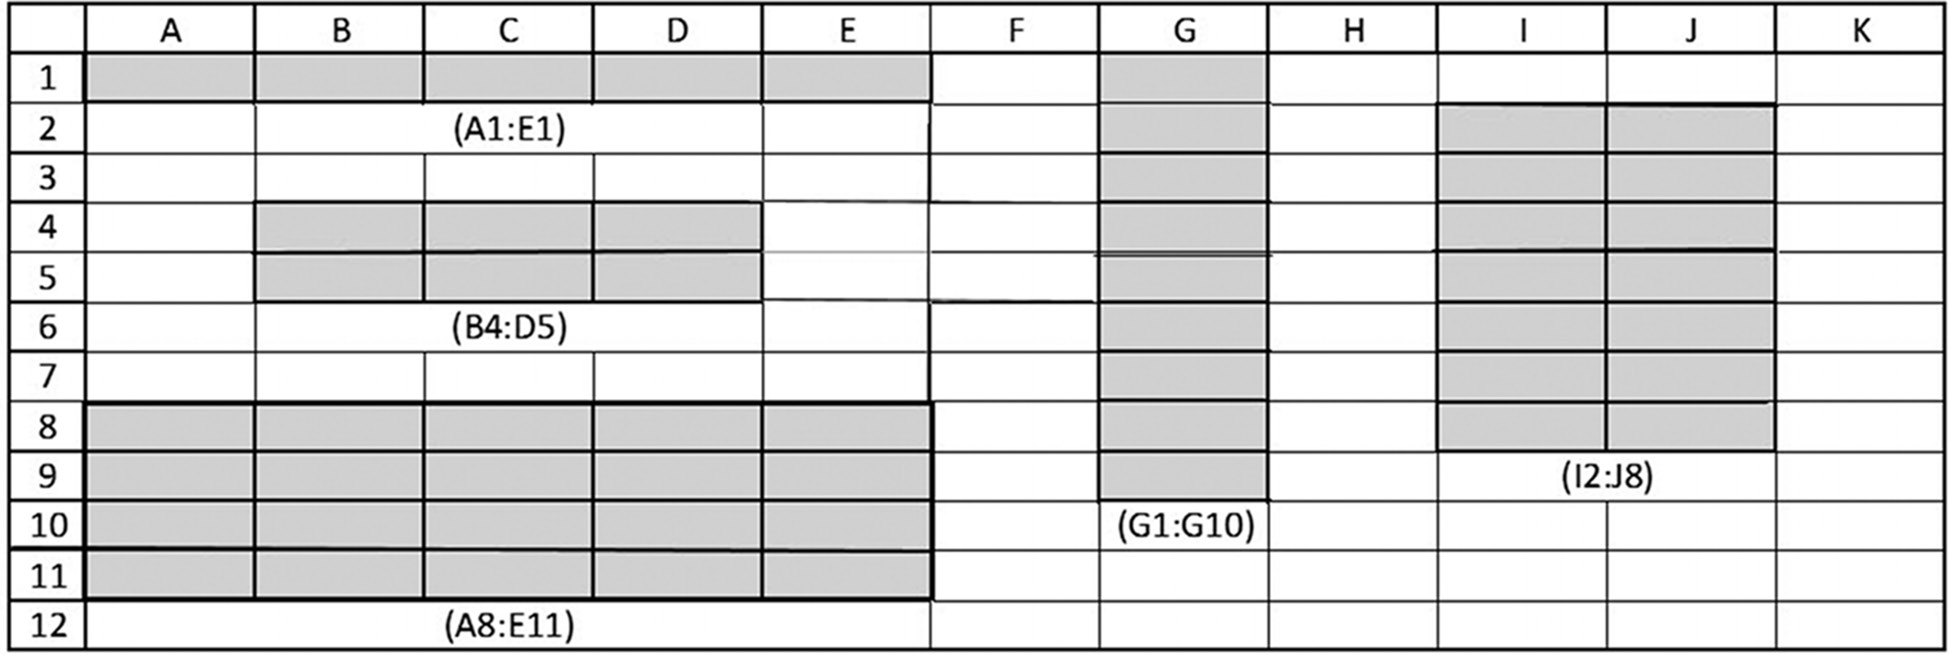 A B C D E F G H I J K
1
2 (A1:E1)
3
4
5
6 (B4:D5)
7
8
9 (I2:J8)
10 (G1:G10)
11
12 (A8:E11)